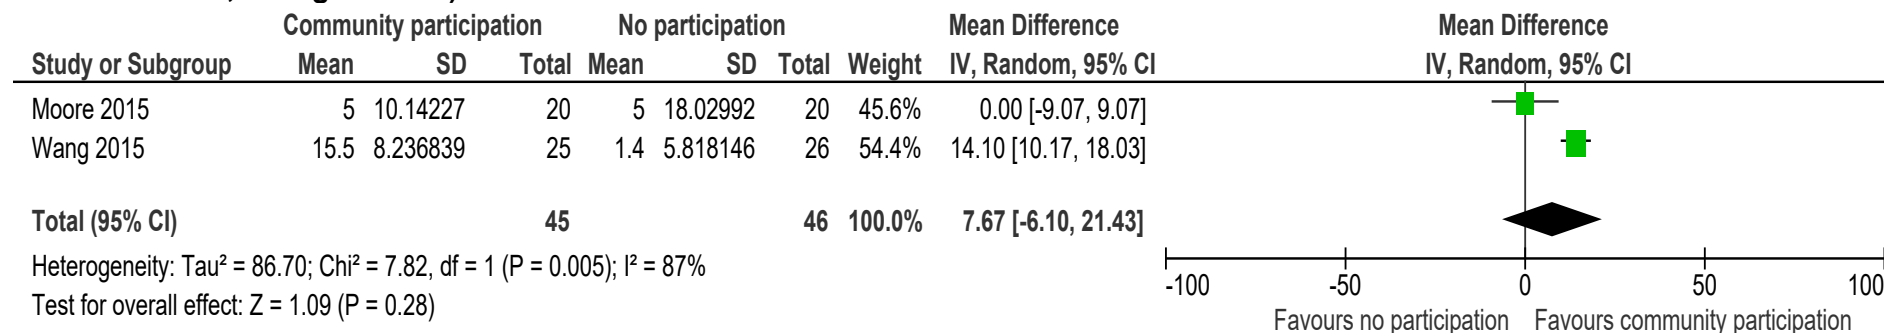 Community participation No participation Mean Difference Mean Difference
Study or Subgroup Mean SD Total Mean SD Total Weight IV, Random, 95% CI IV, Random, 95% CI
Moore 2015 5 10.14227 20 5 18.02992 20 45.6% 0.00 [-9.07, 9.07]
Wang 2015 15.5 8.236839 25 1.4 5.818146 26 54.4% 14.10 [10.17, 18.03]
Total (95% CI) 45 46 100.0% 7.67 [-6.10, 21.43]
Heterogeneity: Tau² = 86.70; Chi² = 7.82, df = 1 (P = 0.005); I² = 87%
Test for overall effect: Z = 1.09 (P = 0.28)
-100 -50 0 50 100
Favours no participation Favours community participation